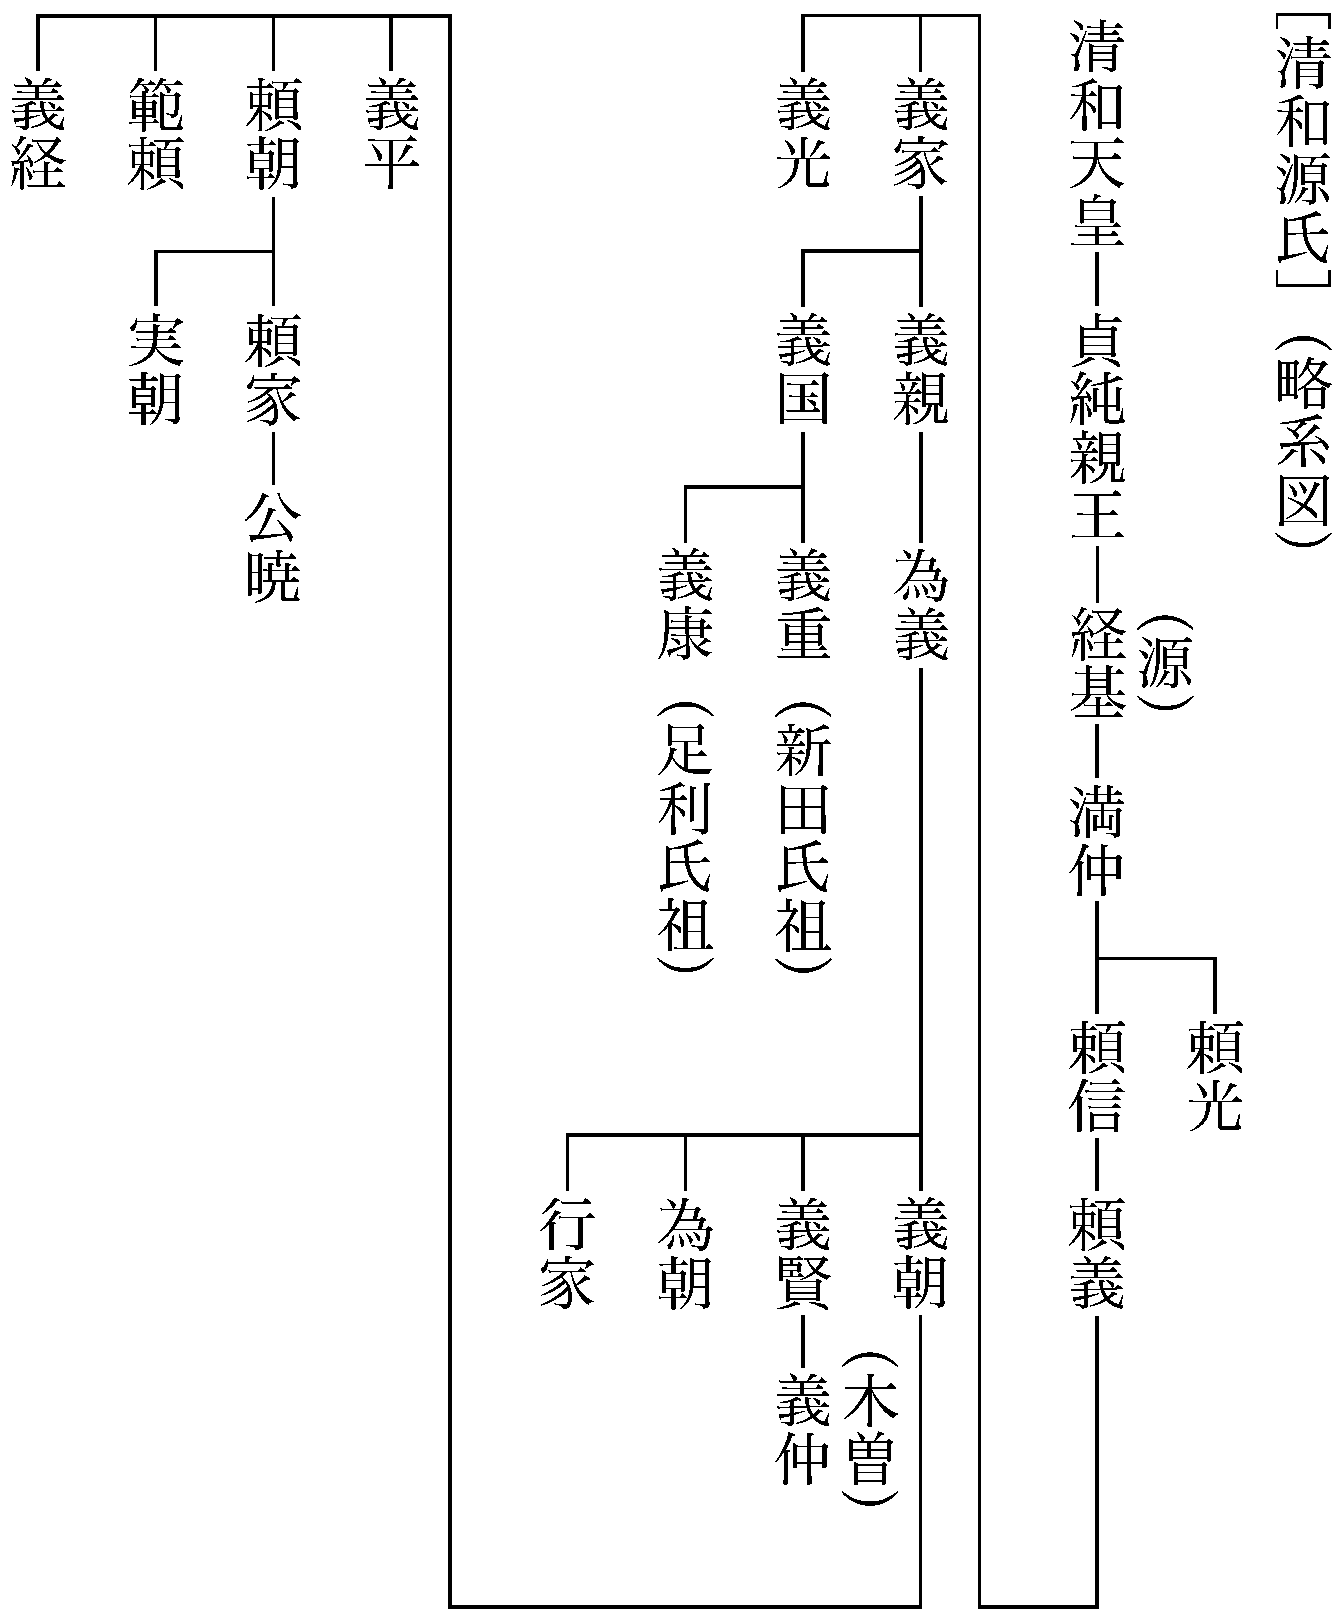 ［清和源氏］（略系図）
頼光
（源）
清和天皇
貞純親王
経基
満仲
頼信
頼義
義家
義親
為義
義朝
（木曽）
義光
義国
義重（新田氏祖）
義賢
義仲
義康（足利氏祖）
為朝
行家
義平
頼朝
頼家
公暁
範頼
実朝
義経